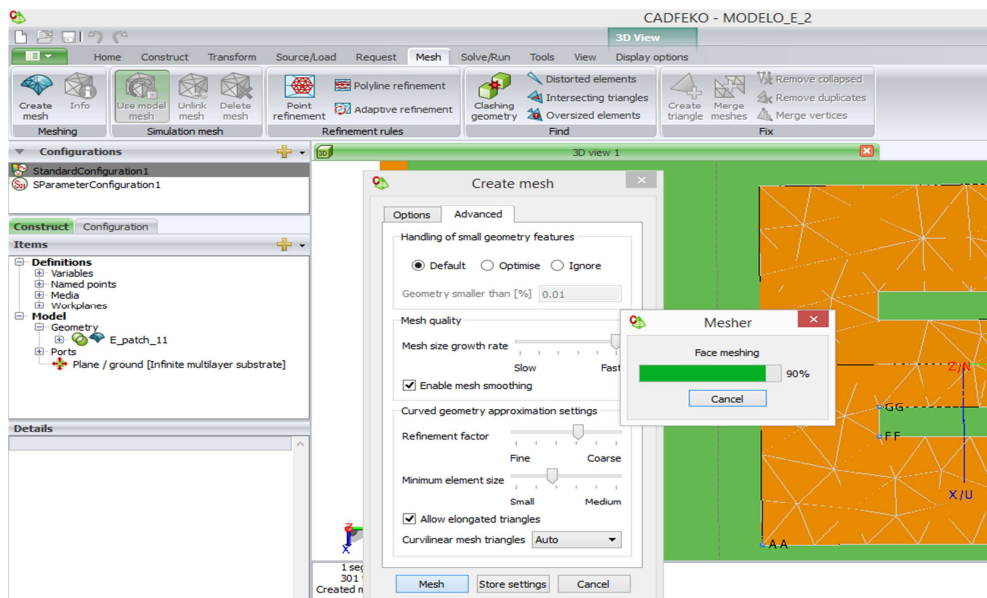 CADFEKO - MODELO_E_2
3D View
Home Construct Transform Source/Load Request Mesh Solve/Run Tools View Display options
Create mesh
Info
Meshing
Use model mesh
Unlink mesh
Delete mesh
Simulation mesh
Point refinement
Polyline refinement
Adaptive refinement
Refinement rules
Clashing geometry
Distorted elements
Intersecting triangles
Oversized elements
Find
Create triangle
Merge meshes
Remove collapsed
Remove duplicates
Merge vertices
Fix
Configurations
StandardConfiguration1
SParameterConfiguration1
Construct Configuration
Items
Definitions
Variables
Named points
Media
Workplanes
Model
Geometry
E_patch_11
Ports
Plane / ground [Infinite multilayer substrate]
Details
3D view 1
Create mesh
Options Advanced
Handling of small geometry features
Default Optimise Ignore
Geometry smaller than [%] 0.01
Mesh quality
Mesh size growth rate
Slow Fast
Enable mesh smoothing
Curved geometry approximation settings
Refinement factor
Fine Coarse
Minimum element size
Small Medium
Allow elongated triangles
Curvilinear mesh triangles Auto
Mesh Store settings Cancel
Mesher
Face meshing
90%
Cancel
Z/N
GG
FF
X/U
AA
Z
X
1 seg
301
Created m